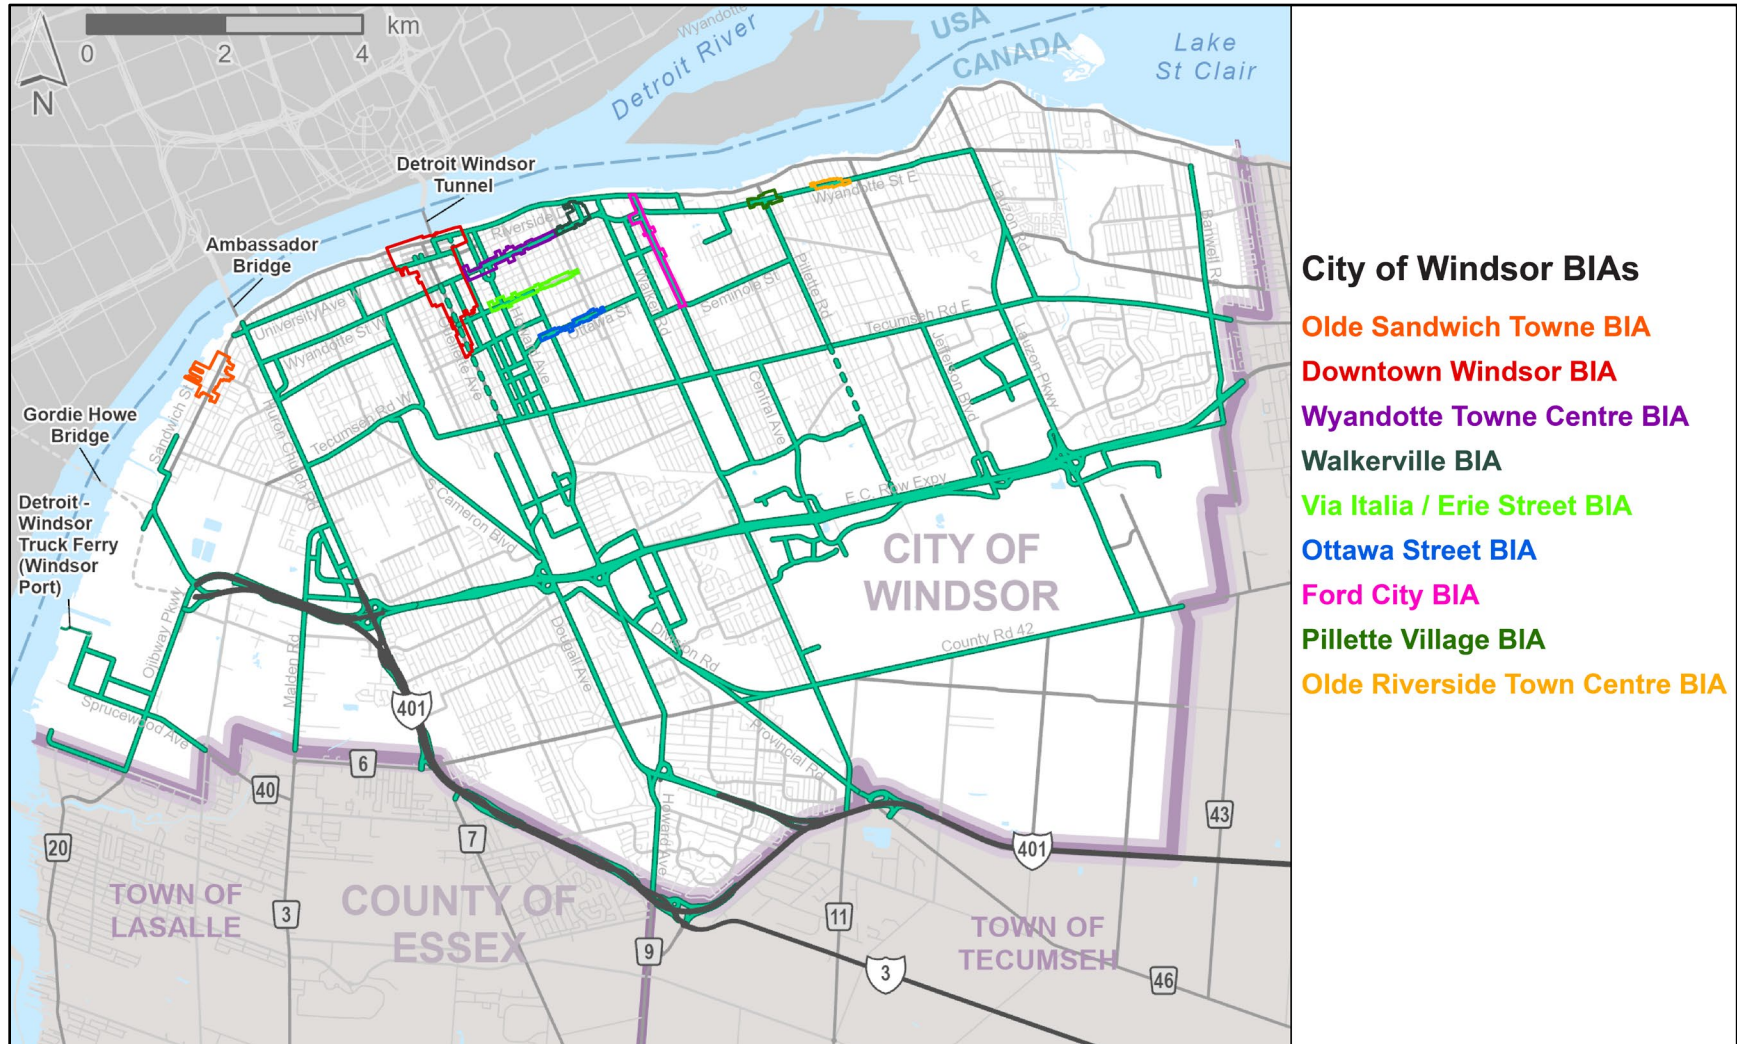 km
0
2
4
N
Wyandotte
Detroit River
USA
CANADA
Lake
St Clair
Detroit Windsor
Tunnel
Ambassador
Bridge
Gordie Howe
Bridge
Detroit -
Windsor
Truck Ferry
(Windsor
Port)
Riverside
Wyandotte St E
Lauzon Rd
Banwell Rd
University Ave W
Wyandotte St W
Ouellette Ave
Howard Ave
Ottawa St
Walker Rd
Seminole St
Pillette Rd
Tecumseh Rd E
Jefferson Blvd
Lauzon Pkwy
Central Ave
Sandwich St
Huron Church Rd
Tecumseh Rd W
S Cameron Blvd
E.C. Row Expy
CITY OF
WINDSOR
Ojibway Pkwy
Malden Rd
Dougall Ave
Division Rd
County Rd 42
Sprucewood Ave
Provincial Rd
Howard Ave
401
6
40
7
20
3
43
401
11
9
3
46
TOWN OF
LASALLE
COUNTY OF
ESSEX
TOWN OF
TECUMSEH
City of Windsor BIAs
Olde Sandwich Towne BIA
Downtown Windsor BIA
Wyandotte Towne Centre BIA
Walkerville BIA
Via Italia / Erie Street BIA
Ottawa Street BIA
Ford City BIA
Pillette Village BIA
Olde Riverside Town Centre BIA